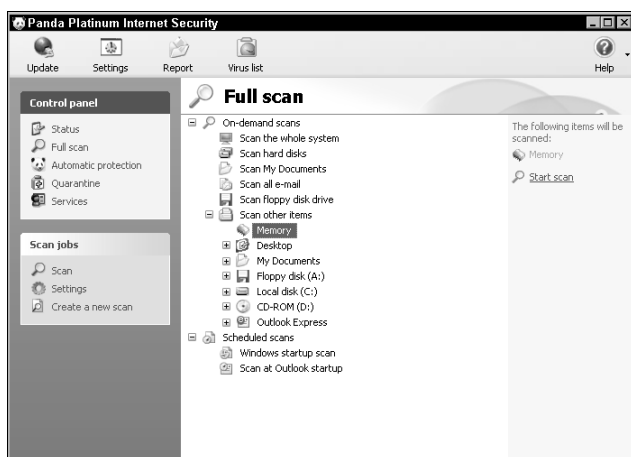 Panda Platinum Internet Security
Update
Settings
Report
Virus list
Help
Control panel
Status
Full scan
Automatic protection
Quarantine
Services
Scan jobs
Scan
Settings
Create a new scan
Full scan
On-demand scans
Scan the whole system
Scan hard disks
Scan My Documents
Scan all e-mail
Scan floppy disk drive
Scan other items
Memory
Desktop
My Documents
Floppy disk (A:)
Local disk (C:)
CD-ROM (D:)
Outlook Express
Scheduled scans
Windows startup scan
Scan at Outlook startup
The following items will be
scanned:
Memory
Start scan